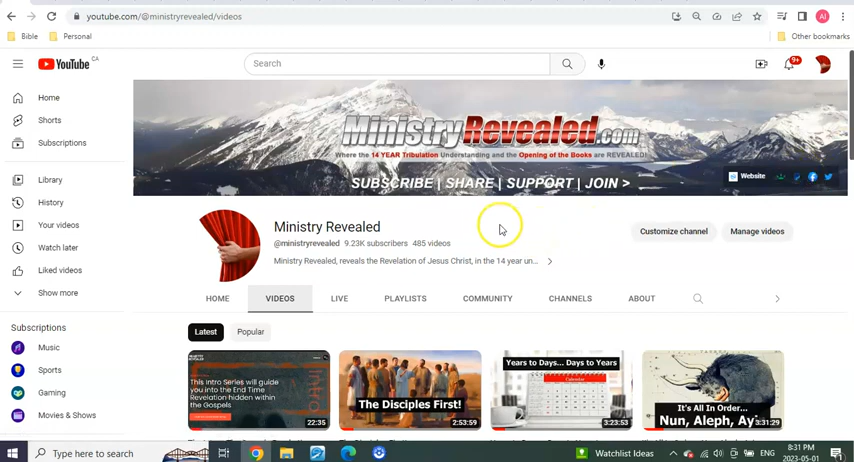 youtube.com/@ministryrevealed/videos
Bible Personal Other bookmarks
YouTube CA
Search
9+
AI
Home
Shorts
Subscriptions
Library
History
Your videos
Watch later
Liked videos
Show more
Subscriptions
Music
Sports
Gaming
Movies & Shows
MinistryRevealed.com
Where the 14 YEAR Tribulation Understanding and the Opening of the Books are REVEALED!
SUBSCRIBE | SHARE | SUPPORT | JOIN >
Website
Ministry Revealed
@ministryrevealed 9.23K subscribers 485 videos
Ministry Revealed, reveals the Revelation of Jesus Christ, in the 14 year un...
Customize channel Manage videos
HOME VIDEOS LIVE PLAYLISTS COMMUNITY CHANNELS ABOUT
Latest Popular
This Intro Series will guide
you into the End Time
Revelation hidden within
the Gospels
22:35
The Disciples First!
2:53:59
Years to Days... Days to Years
Calendar
3:23:53
It's All In Order...
Nun, Aleph, Ay
3:31:29
Type here to search
Watchlist Ideas
ENG
8:31 PM
2023-05-01